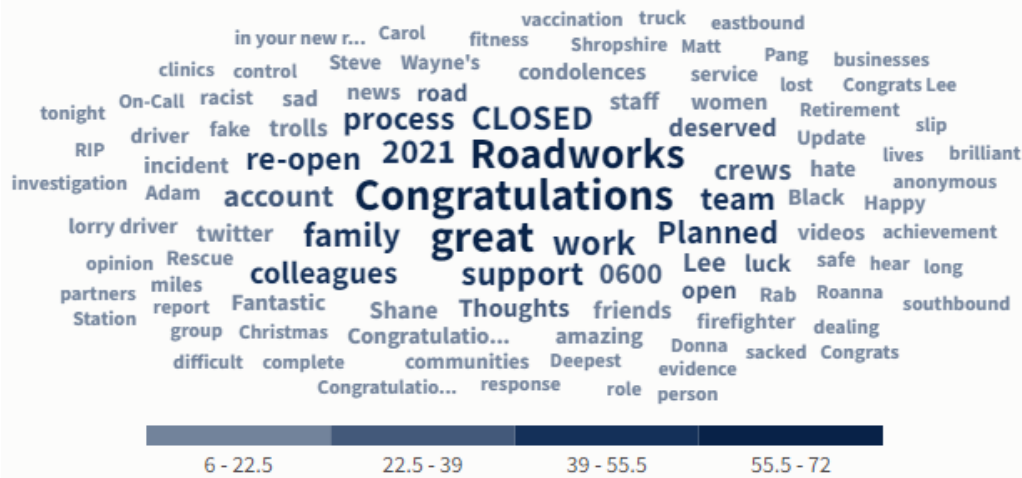 vaccination truck eastbound
in your new r... Carol fitness Shropshire Matt
Steve Wayne's Pang businesses
clinics control condolences service lost Congrats Lee
tonight On-Call racist sad news road staff women Retirement
driver fake trolls process CLOSED deserved Update slip
RIP incident re-open 2021 Roadworks crews hate lives brilliant
investigation Adam account Congratulations team Black Happy anonymous
lorry driver twitter family great work Planned videos achievement
opinion Rescue colleagues support 0600 Lee luck safe hear long
partners miles report Fantastic Shane Thoughts friends open Rab Roanna southbound
Station group Christmas Congratulatio... amazing firefighter dealing
difficult complete communities Deepest Donna sacked Congrats
evidence
Congratulatio... response role person
6 - 22.5 22.5 - 39 39 - 55.5 55.5 - 72